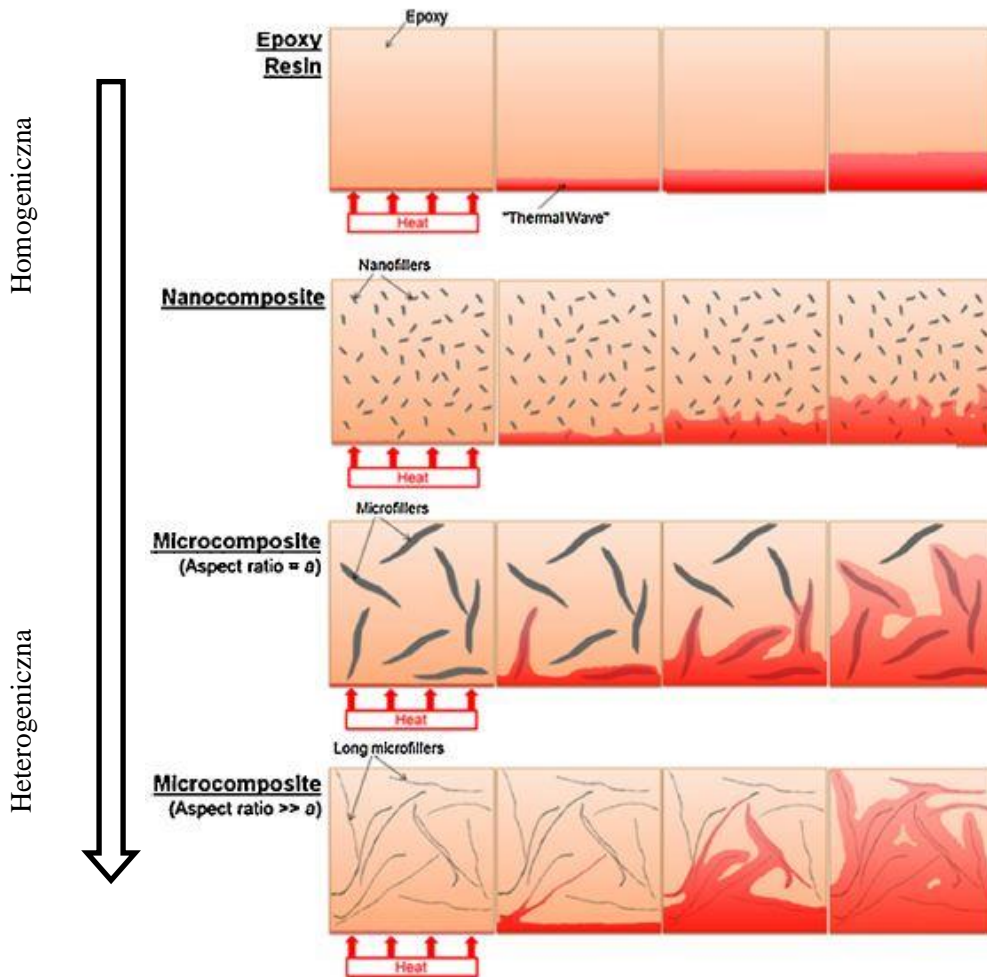 Epoxy
Epoxy
Resin
Heat
"Thermal Wave"
Homogeniczna
Nanofillers
Nanocomposite
Heat
Microfillers
Microcomposite
(Aspect ratio = a)
Heat
Heterogeniczna
Long microfillers
Microcomposite
(Aspect ratio >> a)
Heat